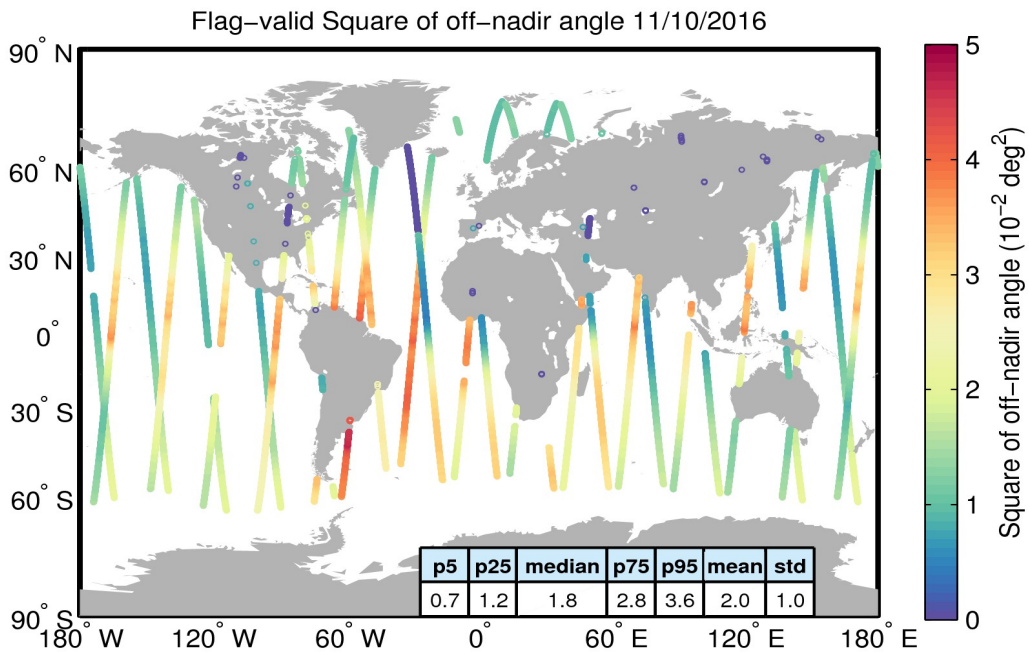 Flag−valid Square of off−nadir angle 11/10/2016
90° N
60° N
30° N
0°
30° S
60° S
90° S
180° W
120° W
60° W
0°
60° E
120° E
180° E
p5 p25 median p75 p95 mean std
0.7 1.2 1.8 2.8 3.6 2.0 1.0
5
4
3
2
1
0
Square of off−nadir angle (10⁻² deg²)